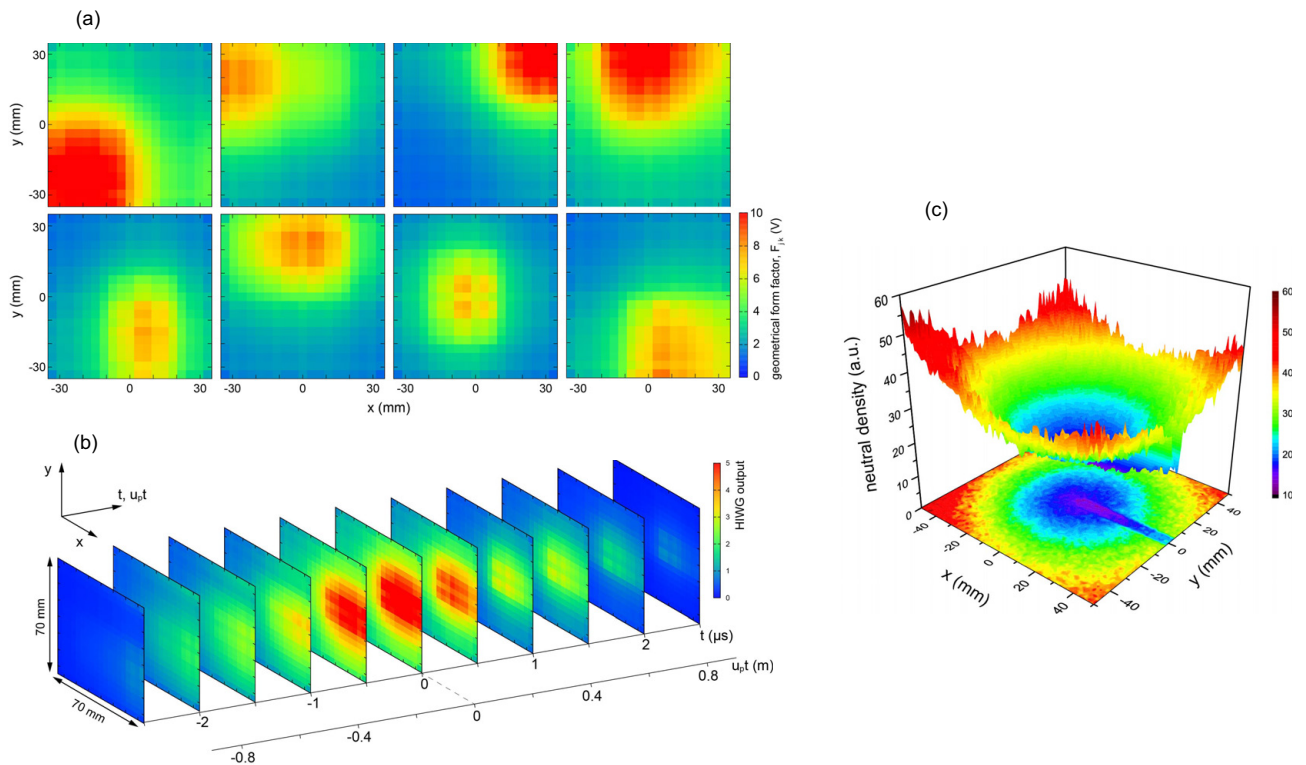 (a)
30
0
-30
y (mm)
30
0
-30
y (mm)
-30 0 30
-30 0 30
-30 0 30
-30 0 30
x (mm)
10
8
6
4
2
0
geometrical form factor, F_jk (V)
(b)
y
t, uₚt
x
70 mm
70 mm
5
4
3
2
1
0
HIWG output
-2 -1 0 1 2
t (μs)
-0.8 -0.4 0 0.4 0.8
uₚt (m)
(c)
60
50
40
30
20
10
0
neutral density (a.u.)
-40 -20 0 20 40
x (mm)
-40 -20 0 20 40
y (mm)
60
50
40
30
20
10